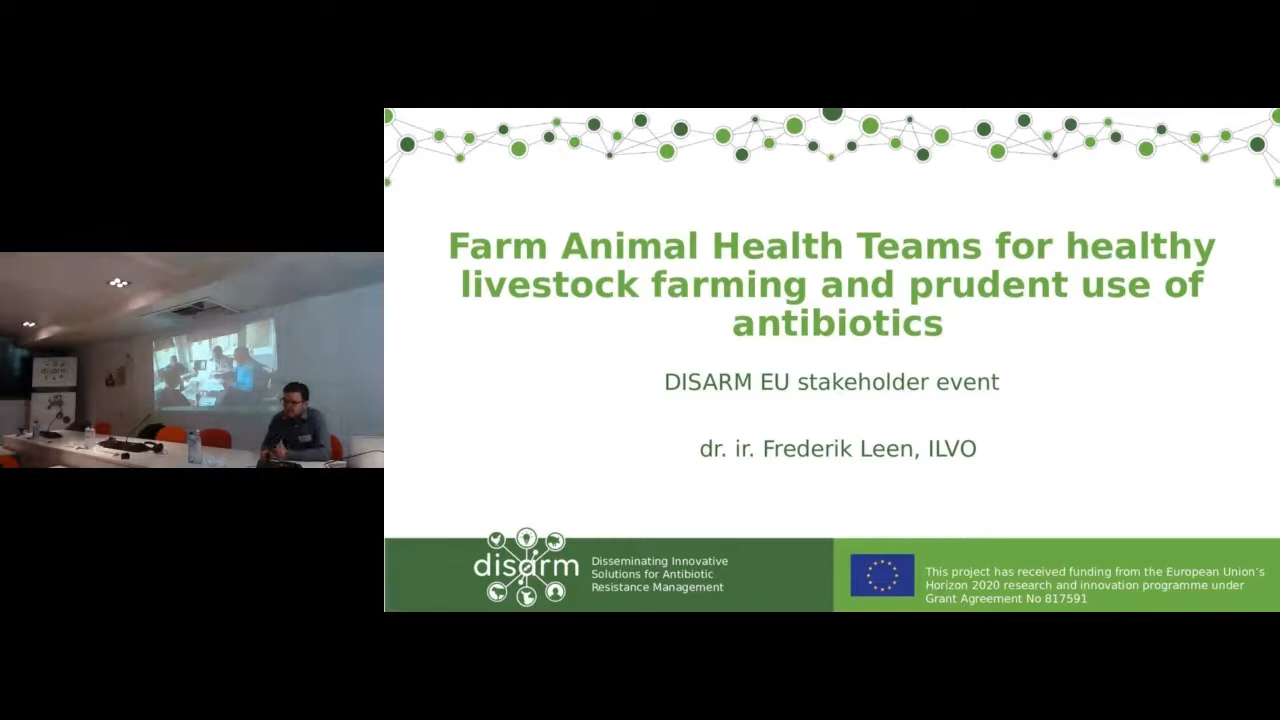 Farm Animal Health Teams for healthy
livestock farming and prudent use of
antibiotics
DISARM EU stakeholder event
dr. ir. Frederik Leen, ILVO
disarm
Disseminating Innovative
Solutions for Antibiotic
Resistance Management
This project has received funding from the European Union's
Horizon 2020 research and innovation programme under
Grant Agreement No 817591
disarm